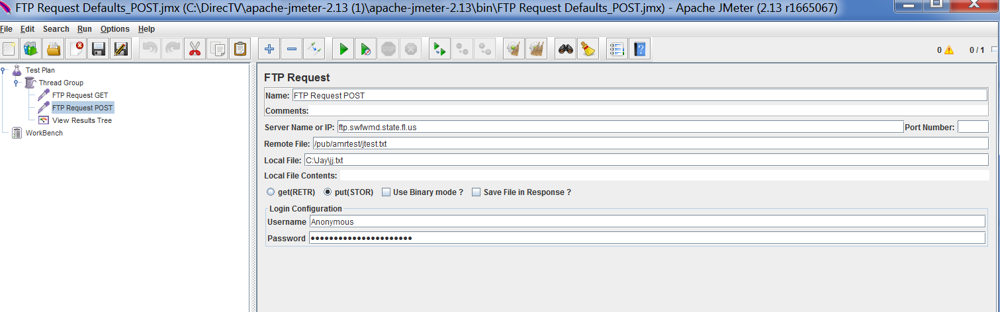 FTP Request Defaults_POST.jmx (C:\DirecTV\apache-jmeter-2.13 (1)\apache-jmeter-2.13\bin\FTP Request Defaults_POST.jmx) - Apache JMeter (2.13 r1665067)
File Edit Search Run Options Help
STOP 0 0 / 1
Test Plan
Thread Group
FTP Request GET
FTP Request POST
View Results Tree
WorkBench
FTP Request
Name: FTP Request POST
Comments:
Server Name or IP: ftp.swfwmd.state.fl.us Port Number:
Remote File: /pub/amrtest/jtest.txt
Local File: C:\Jay\jj.txt
Local File Contents:
get(RETR) put(STOR) Use Binary mode ? Save File in Response ?
Login Configuration
Username Anonymous
Password ••••••••••••••••••••••